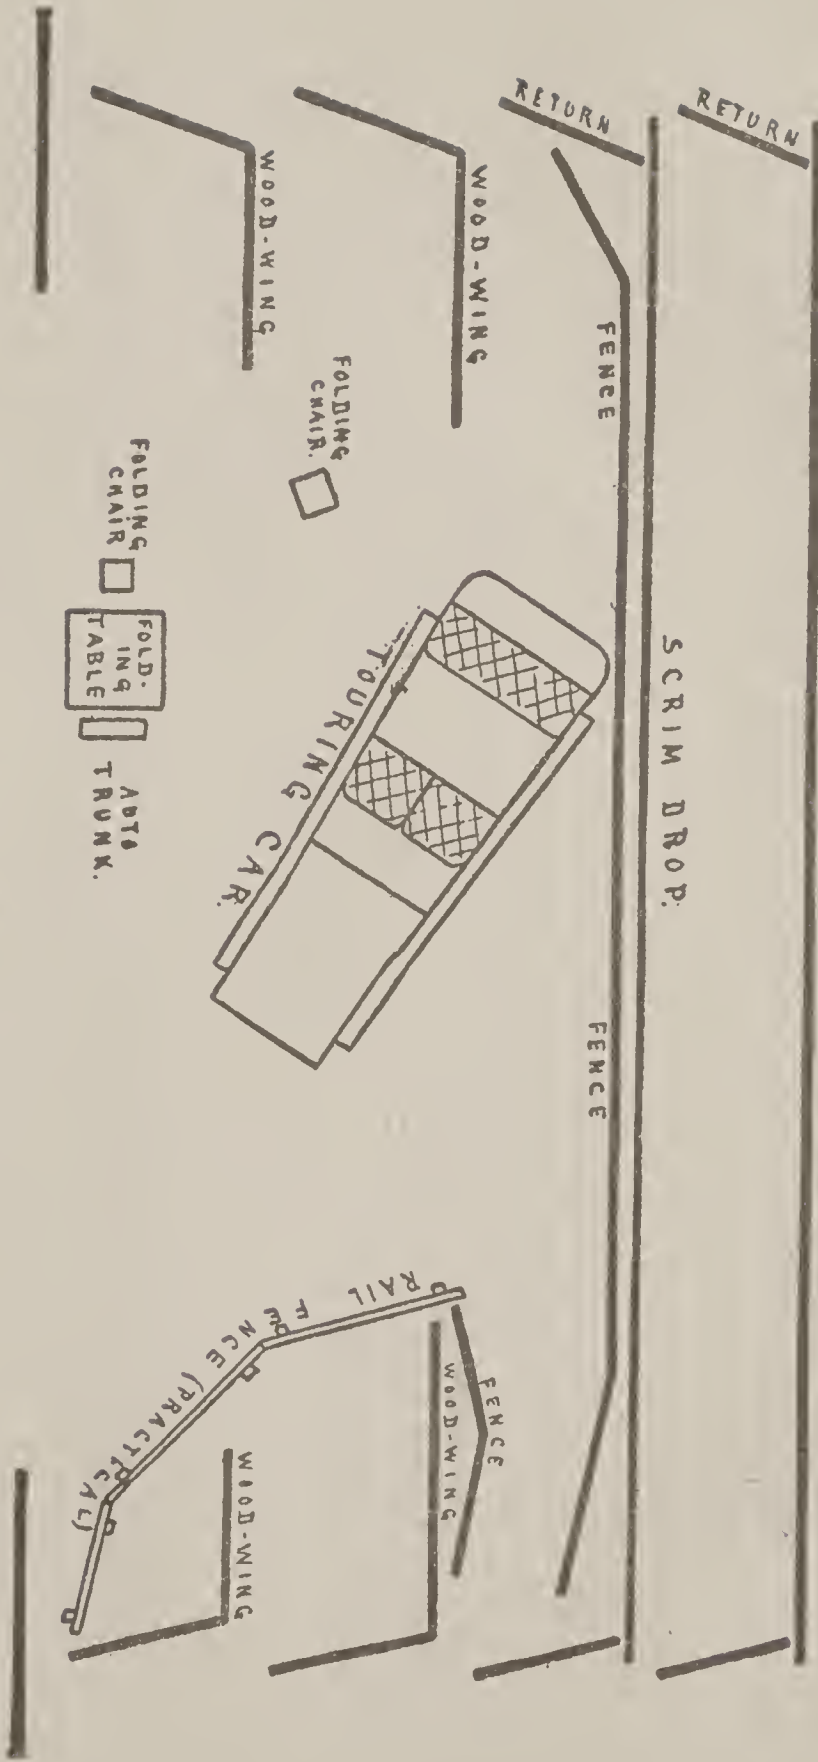 RETURN
RETURN
WOOD-WING
WOOD-WING
FENCE
SCRIM DROP.
FOLDING
CHAIR.
FOLDING
CHAIR
FOLD-
ING
TABLE
AUTO
TRUNK.
TOURING CAR.
FENCE
RAIL FENCE (PRACTICAL)
FENCE
WOOD-WING
WOOD-WING